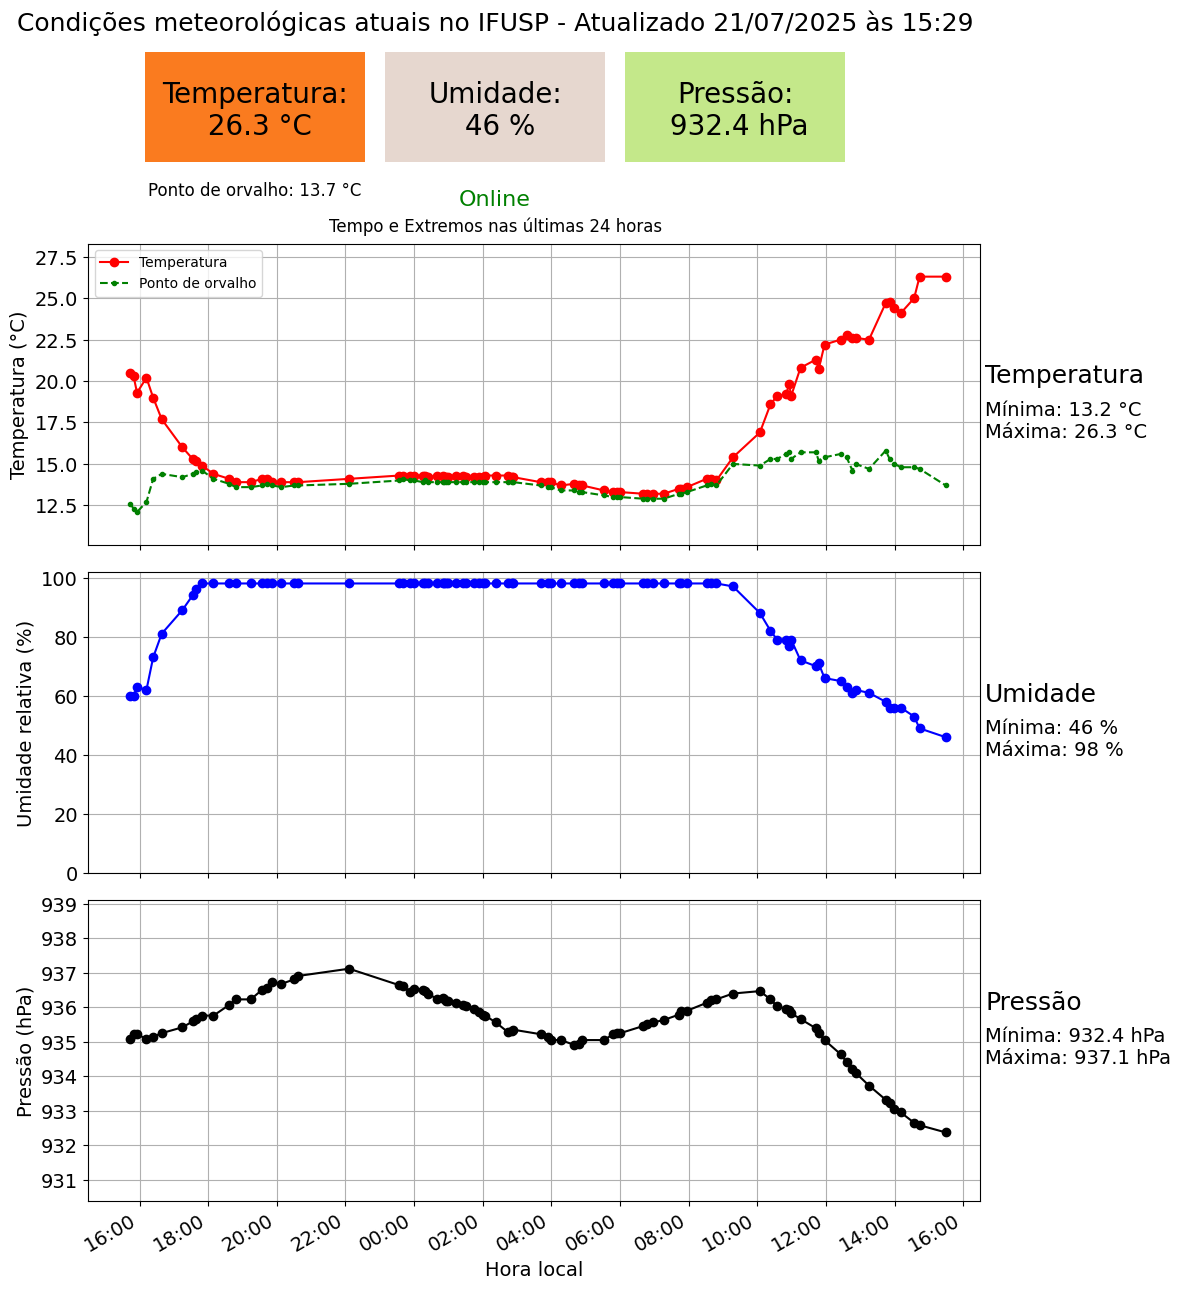 Condições meteorológicas atuais no IFUSP - Atualizado 21/07/2025 às 15:29
Temperatura:
26.3 °C
Umidade:
46 %
Pressão:
932.4 hPa
Ponto de orvalho: 13.7 °C
Online
Tempo e Extremos nas últimas 24 horas
Temperatura (°C)
27.5
25.0
22.5
20.0
17.5
15.0
12.5
Temperatura
Ponto de orvalho
Temperatura
Mínima: 13.2 °C
Máxima: 26.3 °C
Umidade relativa (%)
100
80
60
40
20
0
Umidade
Mínima: 46 %
Máxima: 98 %
Pressão (hPa)
939
938
937
936
935
934
933
932
931
Pressão
Mínima: 932.4 hPa
Máxima: 937.1 hPa
16:00 18:00 20:00 22:00 00:00 02:00 04:00 06:00 08:00 10:00 12:00 14:00 16:00
Hora local